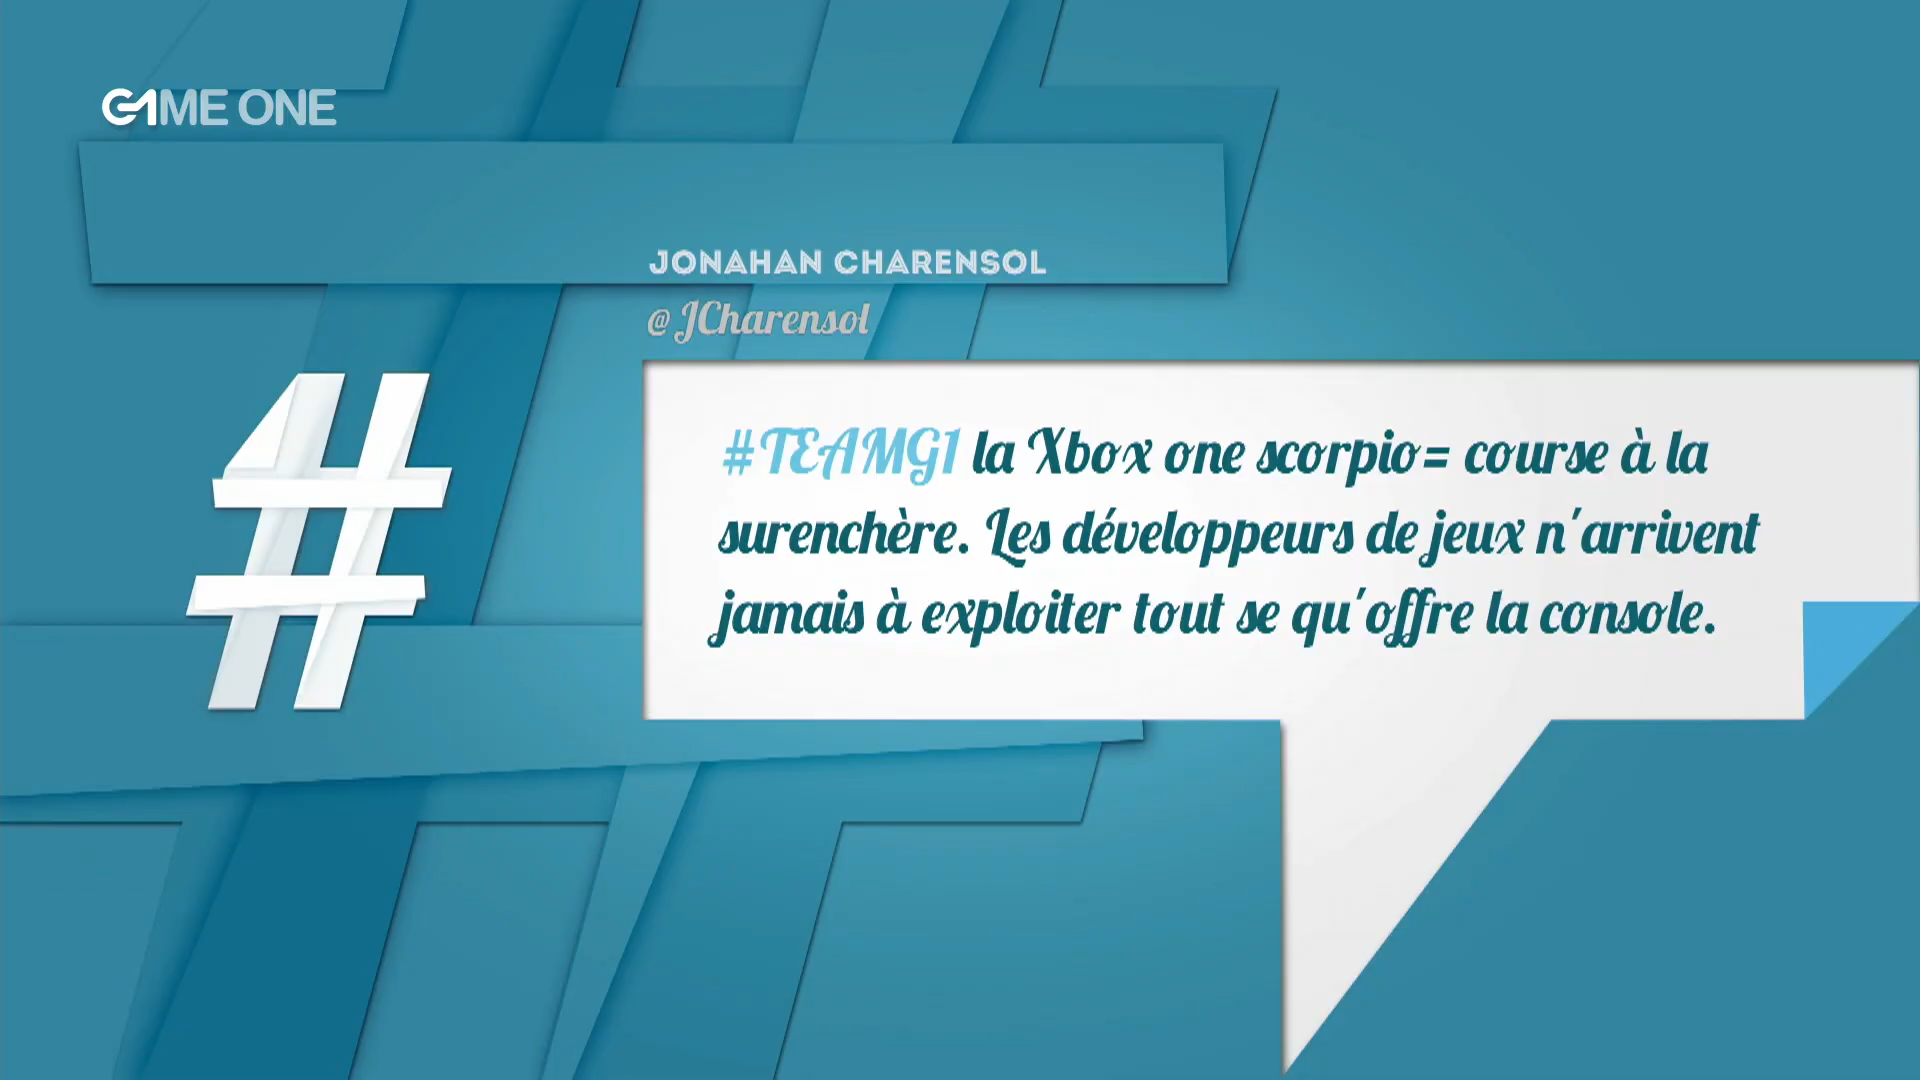 GAME ONE
JONAHAN CHARENSOL
@JCharensol
#TEAMG1 la Xbox one scorpio= course à la
surenchère. Les développeurs de jeux n'arrivent
jamais à exploiter tout se qu'offre la console.